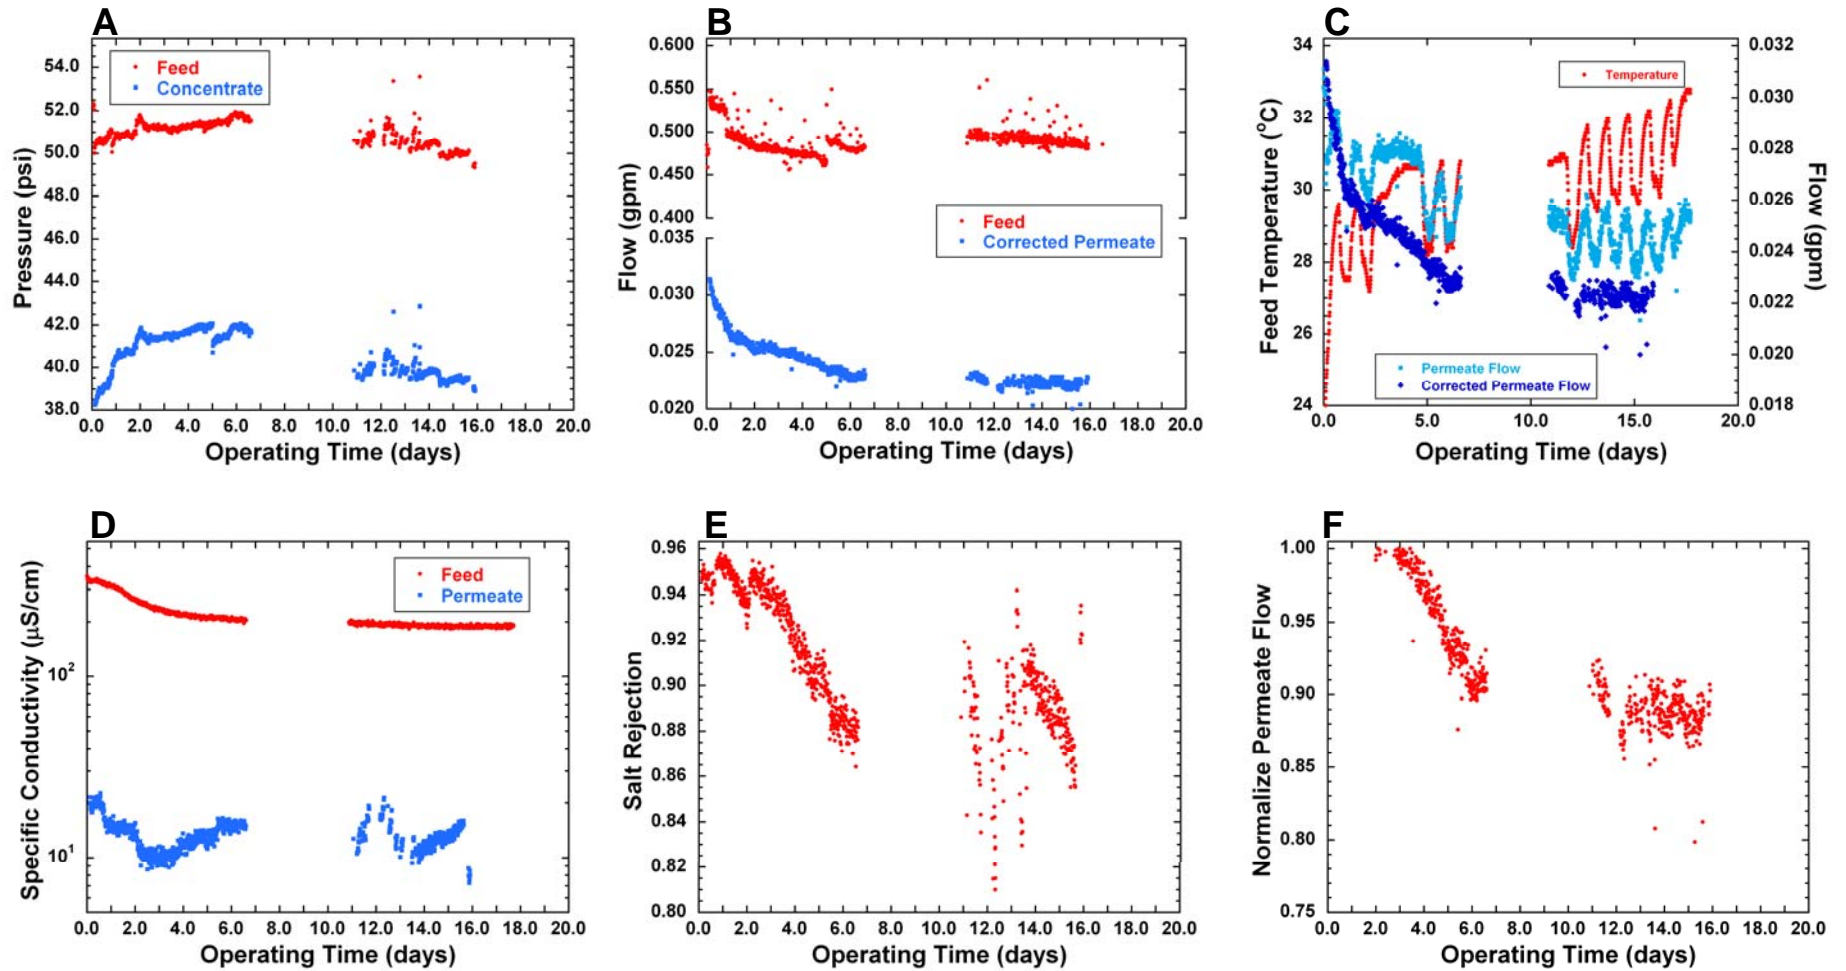 A
54.0
52.0
50.0
48.0
46.0
44.0
42.0
40.0
38.0
Pressure (psi)
Feed
Concentrate
0.0 2.0 4.0 6.0 8.0 10.0 12.0 14.0 16.0 18.0 20.0
Operating Time (days)
B
0.600
0.550
0.500
0.450
0.400
0.035
0.030
0.025
0.020
Flow (gpm)
Feed
Corrected Permeate
0.0 2.0 4.0 6.0 8.0 10.0 12.0 14.0 16.0 18.0 20.0
Operating Time (days)
C
34
32
30
28
26
24
Feed Temperature (°C)
Temperature
Permeate Flow
Corrected Permeate Flow
0.032
0.030
0.028
0.026
0.024
0.022
0.020
0.018
Flow (gpm)
0.0 5.0 10.0 15.0 20.0
Operating Time (days)
D
10²
10¹
Specific Conductivity (µS/cm)
Feed
Permeate
0.0 2.0 4.0 6.0 8.0 10.0 12.0 14.0 16.0 18.0 20.0
Operating Time (days)
E
0.96
0.94
0.92
0.90
0.88
0.86
0.84
0.82
0.80
Salt Rejection
0.0 2.0 4.0 6.0 8.0 10.0 12.0 14.0 16.0 18.0 20.0
Operating Time (days)
F
1.00
0.95
0.90
0.85
0.80
0.75
Normalize Permeate Flow
0.0 2.0 4.0 6.0 8.0 10.0 12.0 14.0 16.0 18.0 20.0
Operating Time (days)